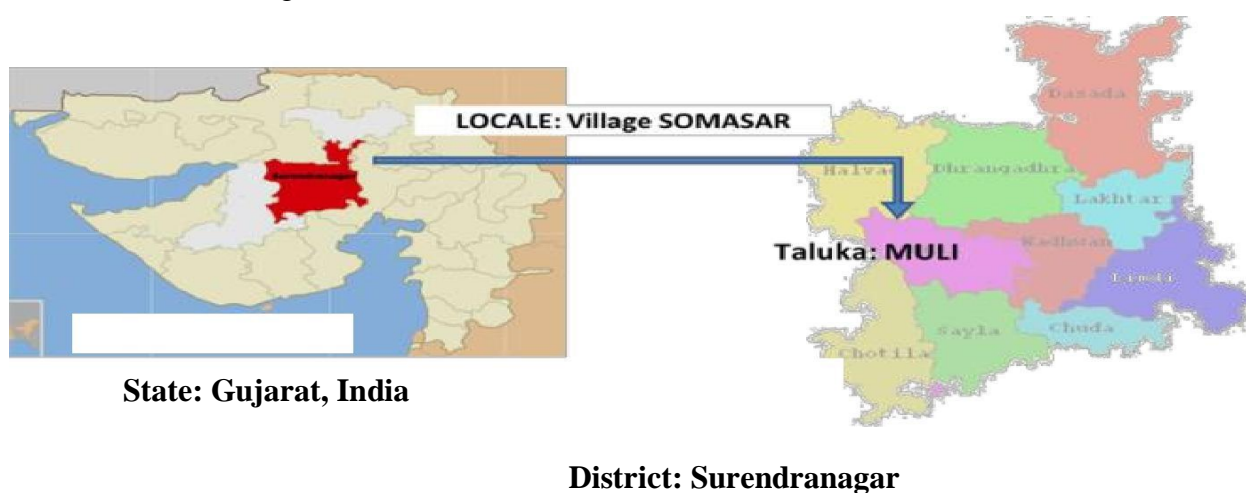 LOCALE: Village SOMASAR
Surendranagar
Dasada
Halvad
Dhrangadhra
Lakhtar
Taluka: MULI
Wadhwan
Limdi
Sayla
Chuda
Chotila
State: Gujarat, India
District: Surendranagar